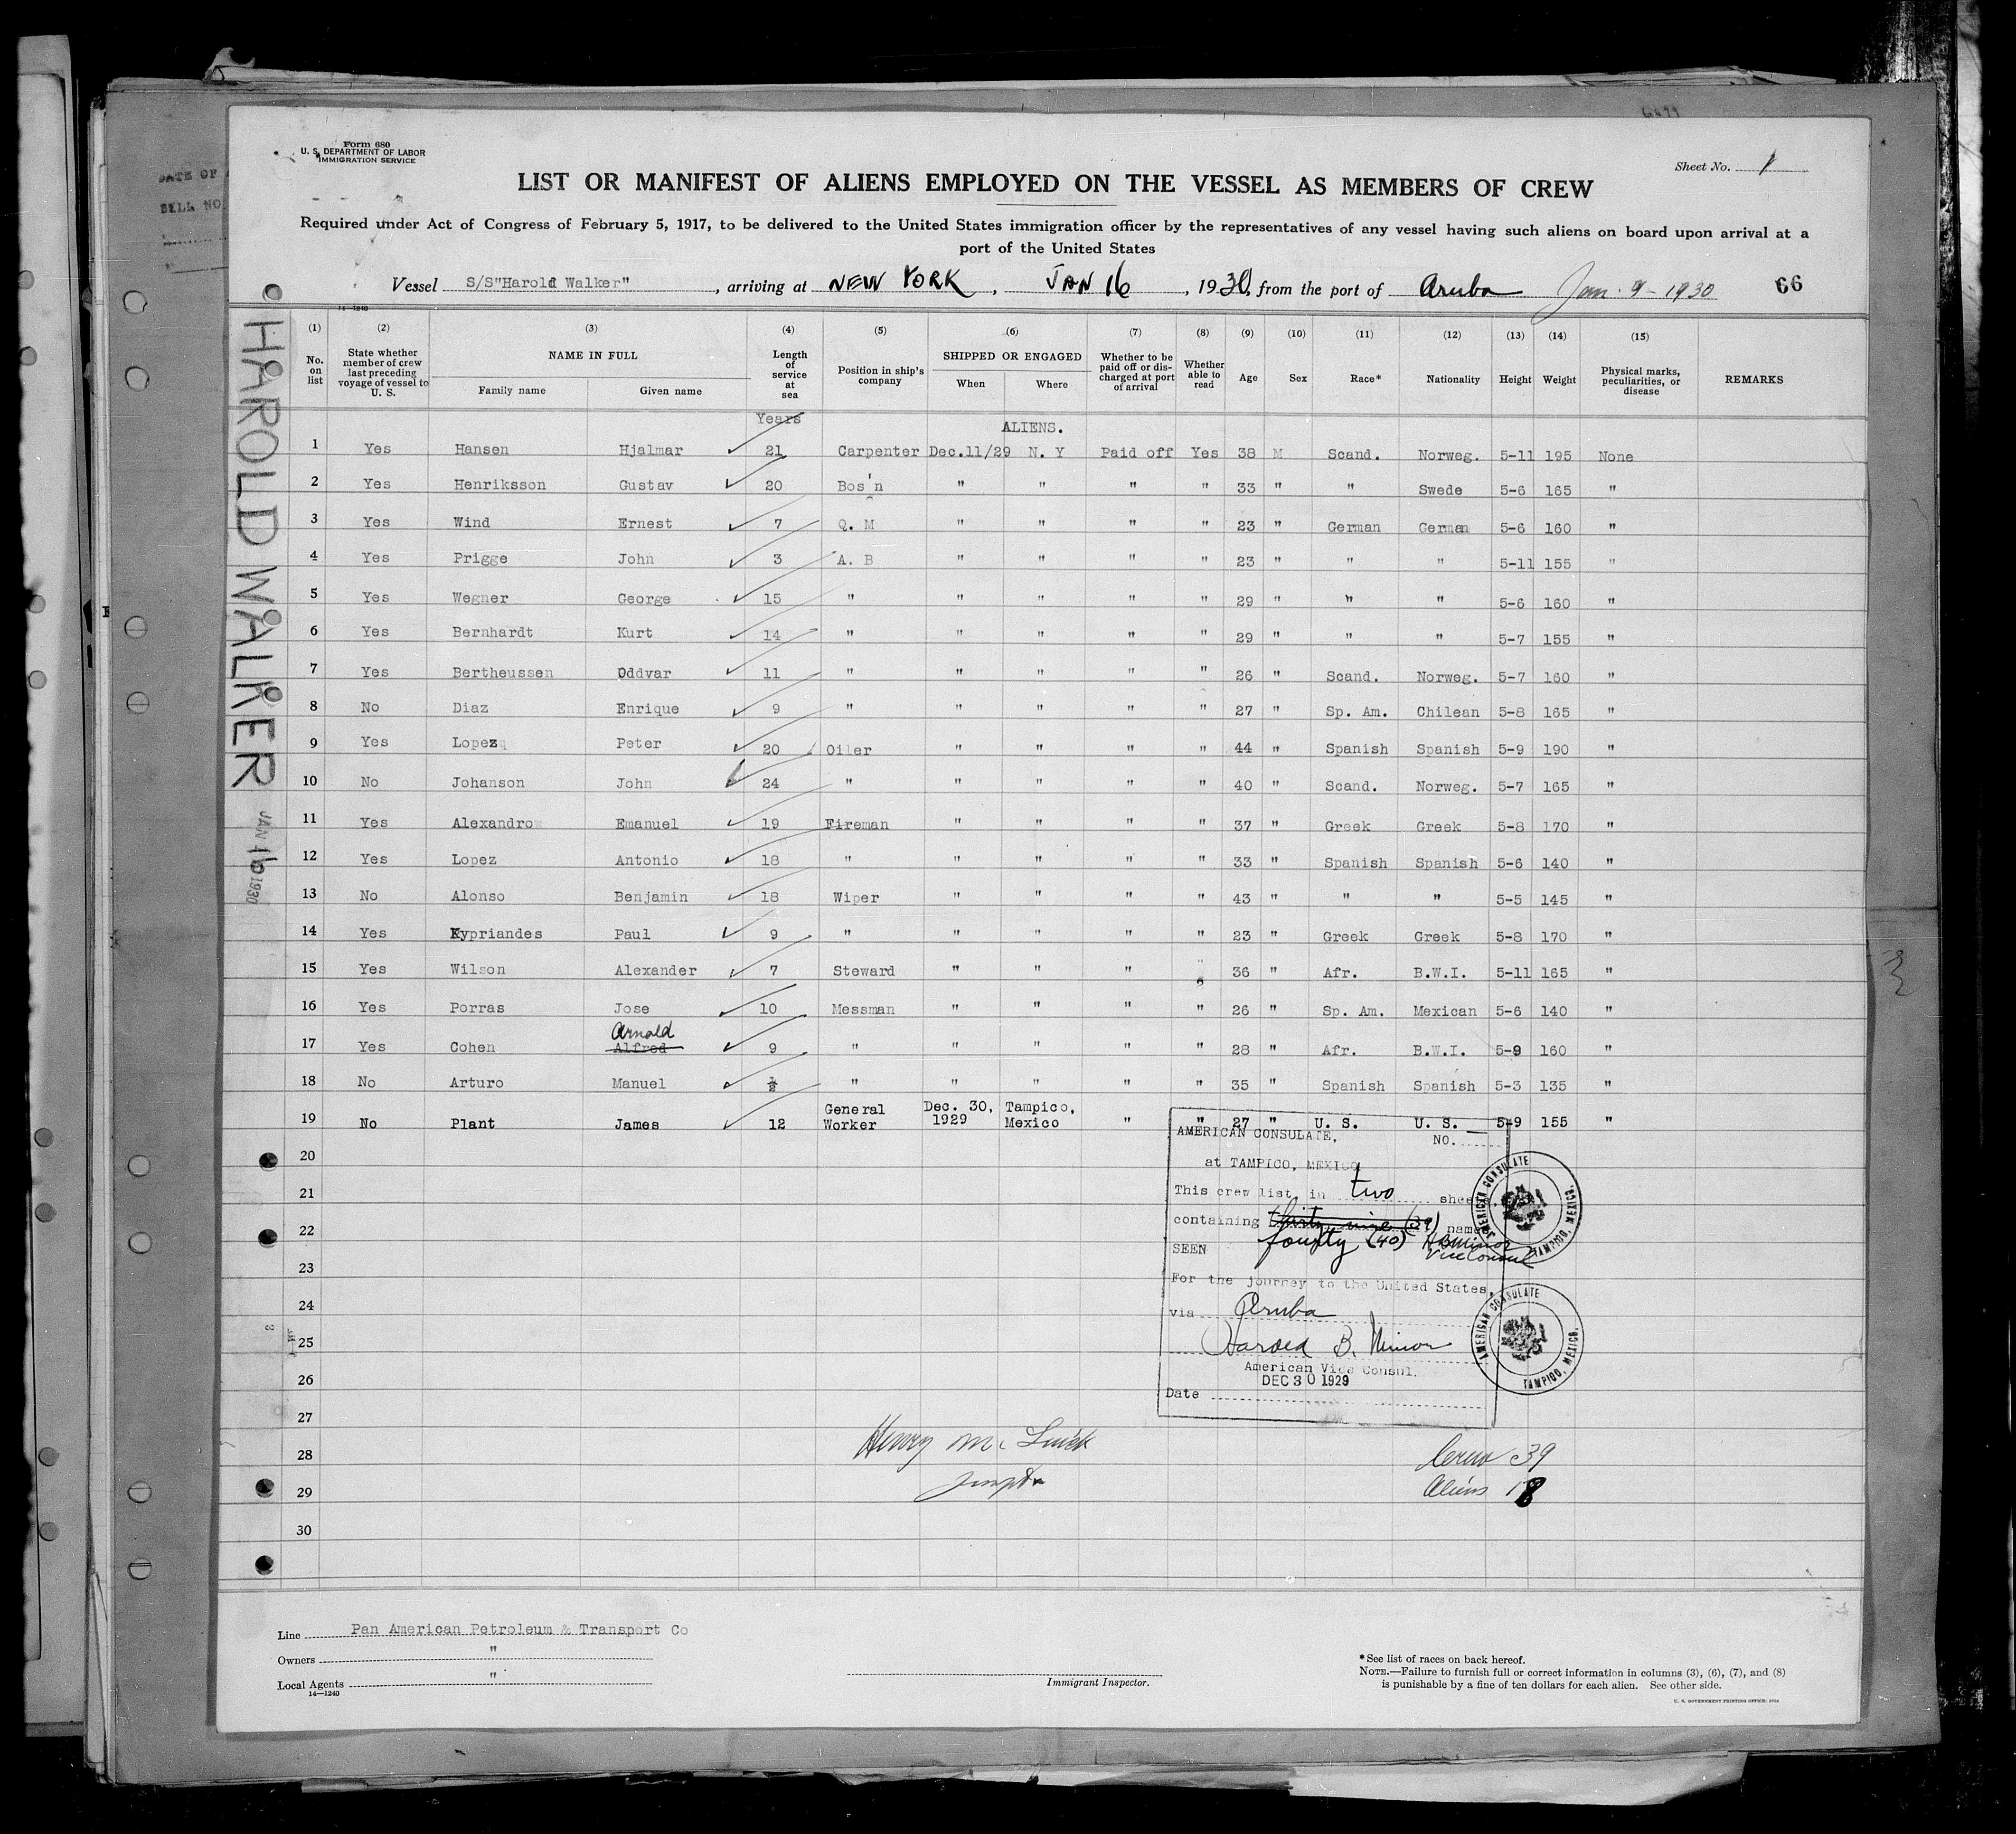 Form 680
U. S. DEPARTMENT OF LABOR
IMMIGRATION SERVICE
Sheet No. 1
LIST OR MANIFEST OF ALIENS EMPLOYED ON THE VESSEL AS MEMBERS OF CREW
Required under Act of Congress of February 5, 1917, to be delivered to the United States immigration officer by the representatives of any vessel having such aliens on board upon arrival at a
port of the United States
Vessel S/S"Harold Walker", arriving at NEW YORK, JAN 16, 1930, from the port of Aruba Jan. 9 - 1930 66
14—1240
(1) (2) (3) (4) (5) (6) (7) (8) (9) (10) (11) (12) (13) (14) (15)
No. on list State whether member of crew last preceding voyage of vessel to U. S. NAME IN FULL Family name Given name Length of service at sea Position in ship's company SHIPPED OR ENGAGED When Where Whether to be paid off or discharged at port of arrival Whether able to read Age Sex Race* Nationality Height Weight Physical marks, peculiarities, or disease REMARKS
Years ALIENS.
1 Yes Hansen Hjalmar 21 Carpenter Dec.11/29 N. Y Paid off Yes 38 M Scand. Norweg. 5-11 195 None
2 Yes Henriksson Gustav 20 Bos'n " " " " 33 " " Swede 5-6 165 "
3 Yes Wind Ernest 7 Q. M " " " " 23 " German German 5-6 160 "
4 Yes Prigge John 3 A. B " " " " 23 " " " 5-11 155 "
5 Yes Wegner George 15 " " " " " 29 " " " 5-6 160 "
6 Yes Bernhardt Kurt 14 " " " " " 29 " " " 5-7 155 "
7 Yes Bertheussen Oddvar 11 " " " " " 26 " Scand. Norweg. 5-7 160 "
8 No Diaz Enrique 9 " " " " " 27 " Sp. Am. Chilean 5-8 165 "
9 Yes Lopez Peter 20 Oiler " " " " 44 " Spanish Spanish 5-9 190 "
10 No Johanson John 24 " " " " " 40 " Scand. Norweg. 5-7 165 "
11 Yes Alexandro Emanuel 19 Fireman " " " " 37 " Greek Greek 5-8 170 "
12 Yes Lopez Antonio 18 " " " " " 33 " Spanish Spanish 5-6 140 "
13 No Alonso Benjamin 18 Wiper " " " " 43 " " " 5-5 145 "
14 Yes Kypriandes Paul 9 " " " " " 23 " Greek Greek 5-8 170 "
15 Yes Wilson Alexander 7 Steward " " " " 36 " Afr. B.W.I. 5-11 165 "
16 Yes Porras Jose 10 Messman " " " " 26 " Sp. Am. Mexican 5-6 140 "
Arnold
17 Yes Cohen Alfred 9 " " " " " 28 " Afr. B.W.I. 5-9 160 "
18 No Arturo Manuel " " " " " 35 " Spanish Spanish 5-3 135 "
19 No Plant James 12 General Worker Dec. 30, 1929 Tampico, Mexico " " 27 " U. S. U. S. 5-9 155 "
20
21
22
23
24
25
26
27
28
29
30
AMERICAN CONSULATE, NO.
at TAMPICO, MEXICO
This crew list, in two sheets
containing thirty nine (39) names
fourty (40) HBMinor
SEEN Vice Consul
For the journey to the United States,
via Aruba
Harold B. Minor
American Vice Consul.
DEC 30 1929
Date
AMERICAN CONSULATE
TAMPICO, MEXICO.
AMERICAN CONSULATE
TAMPICO, MEXICO.
Crew 39
Aliens 18
Line Pan American Petroleum & Transport Co
Owners "
Local Agents "
14—1240
Immigrant Inspector.
*See list of races on back hereof.
NOTE.—Failure to furnish full or correct information in columns (3), (6), (7), and (8)
is punishable by a fine of ten dollars for each alien. See other side.
HAROLD WALKER
JAN 16 1930
DATE OF
BILL NO.